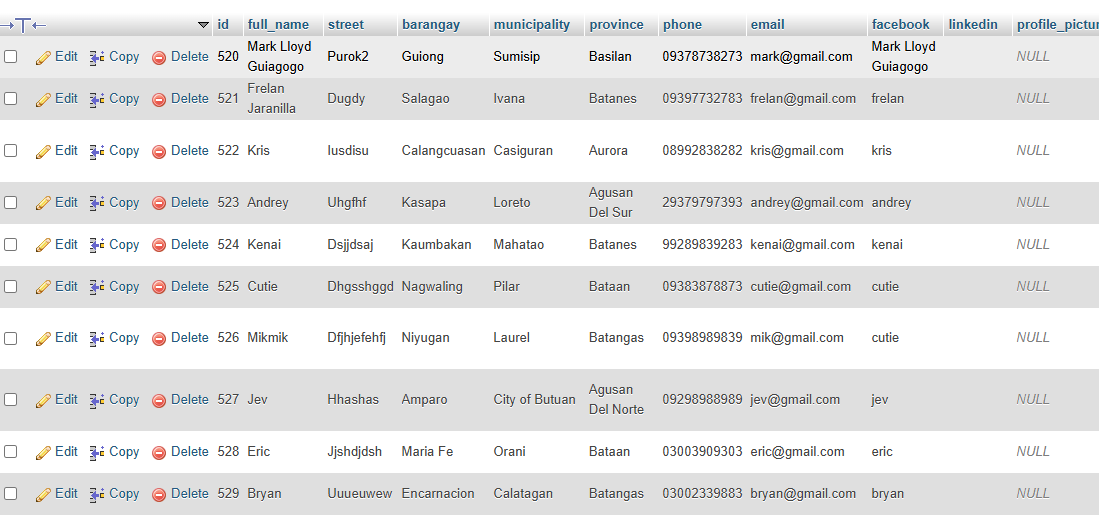 id full_name street barangay municipality province phone email facebook linkedin profile_pictu
Edit Copy Delete 520 Mark Lloyd Guiagogo Purok2 Guiong Sumisip Basilan 09378738273 mark@gmail.com Mark Lloyd Guiagogo NULL
Edit Copy Delete 521 Frelan Jaranilla Dugdy Salagao Ivana Batanes 09397732783 frelan@gmail.com frelan NULL
Edit Copy Delete 522 Kris Iusdisu Calangcuasan Casiguran Aurora 08992838282 kris@gmail.com kris NULL
Edit Copy Delete 523 Andrey Uhgfhf Kasapa Loreto Agusan Del Sur 29379797393 andrey@gmail.com andrey NULL
Edit Copy Delete 524 Kenai Dsjjdsaj Kaumbakan Mahatao Batanes 99289839283 kenai@gmail.com kenai NULL
Edit Copy Delete 525 Cutie Dhgsshggd Nagwaling Pilar Bataan 09383878873 cutie@gmail.com cutie NULL
Edit Copy Delete 526 Mikmik Dfjhjefehfj Niyugan Laurel Batangas 09398989839 mik@gmail.com cutie NULL
Edit Copy Delete 527 Jev Hhashas Amparo City of Butuan Agusan Del Norte 09298988989 jev@gmail.com jev NULL
Edit Copy Delete 528 Eric Jjshdjdsh Maria Fe Orani Bataan 03003909303 eric@gmail.com eric NULL
Edit Copy Delete 529 Bryan Uuueuwew Encarnacion Calatagan Batangas 03002339883 bryan@gmail.com bryan NULL